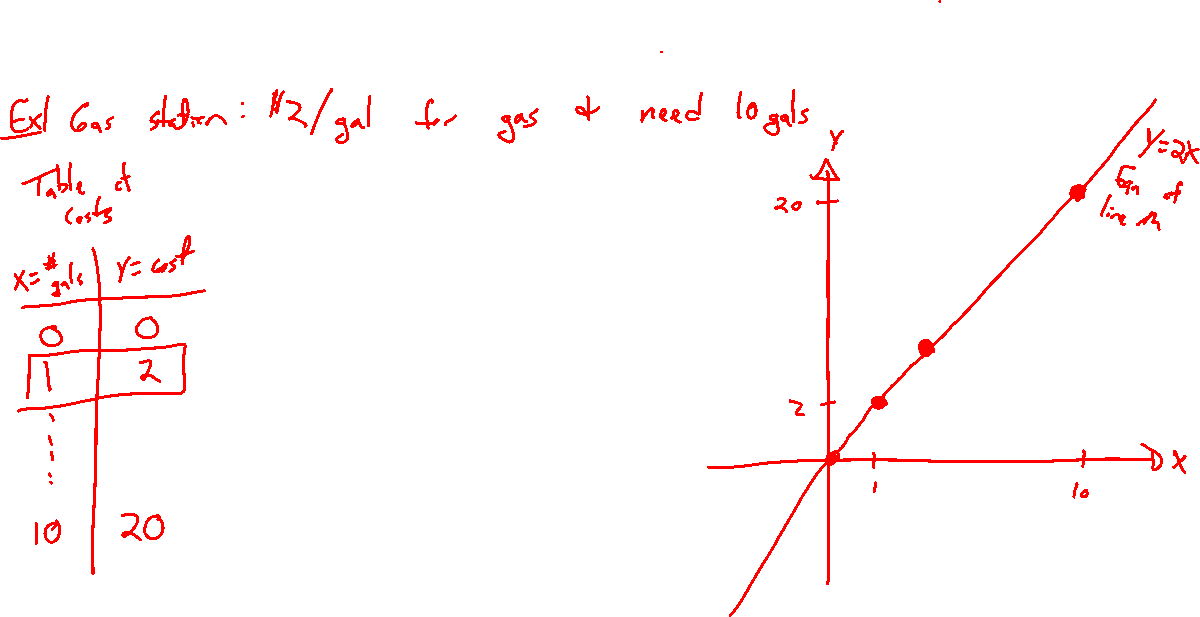 Ex| Gas station: $2/gal for gas & need 10 gals
Table of
costs
X = # gals Y = cost
0 0
1 2
10 20
Y
20
2
1
10
X
Y=2x
Eqn of
line